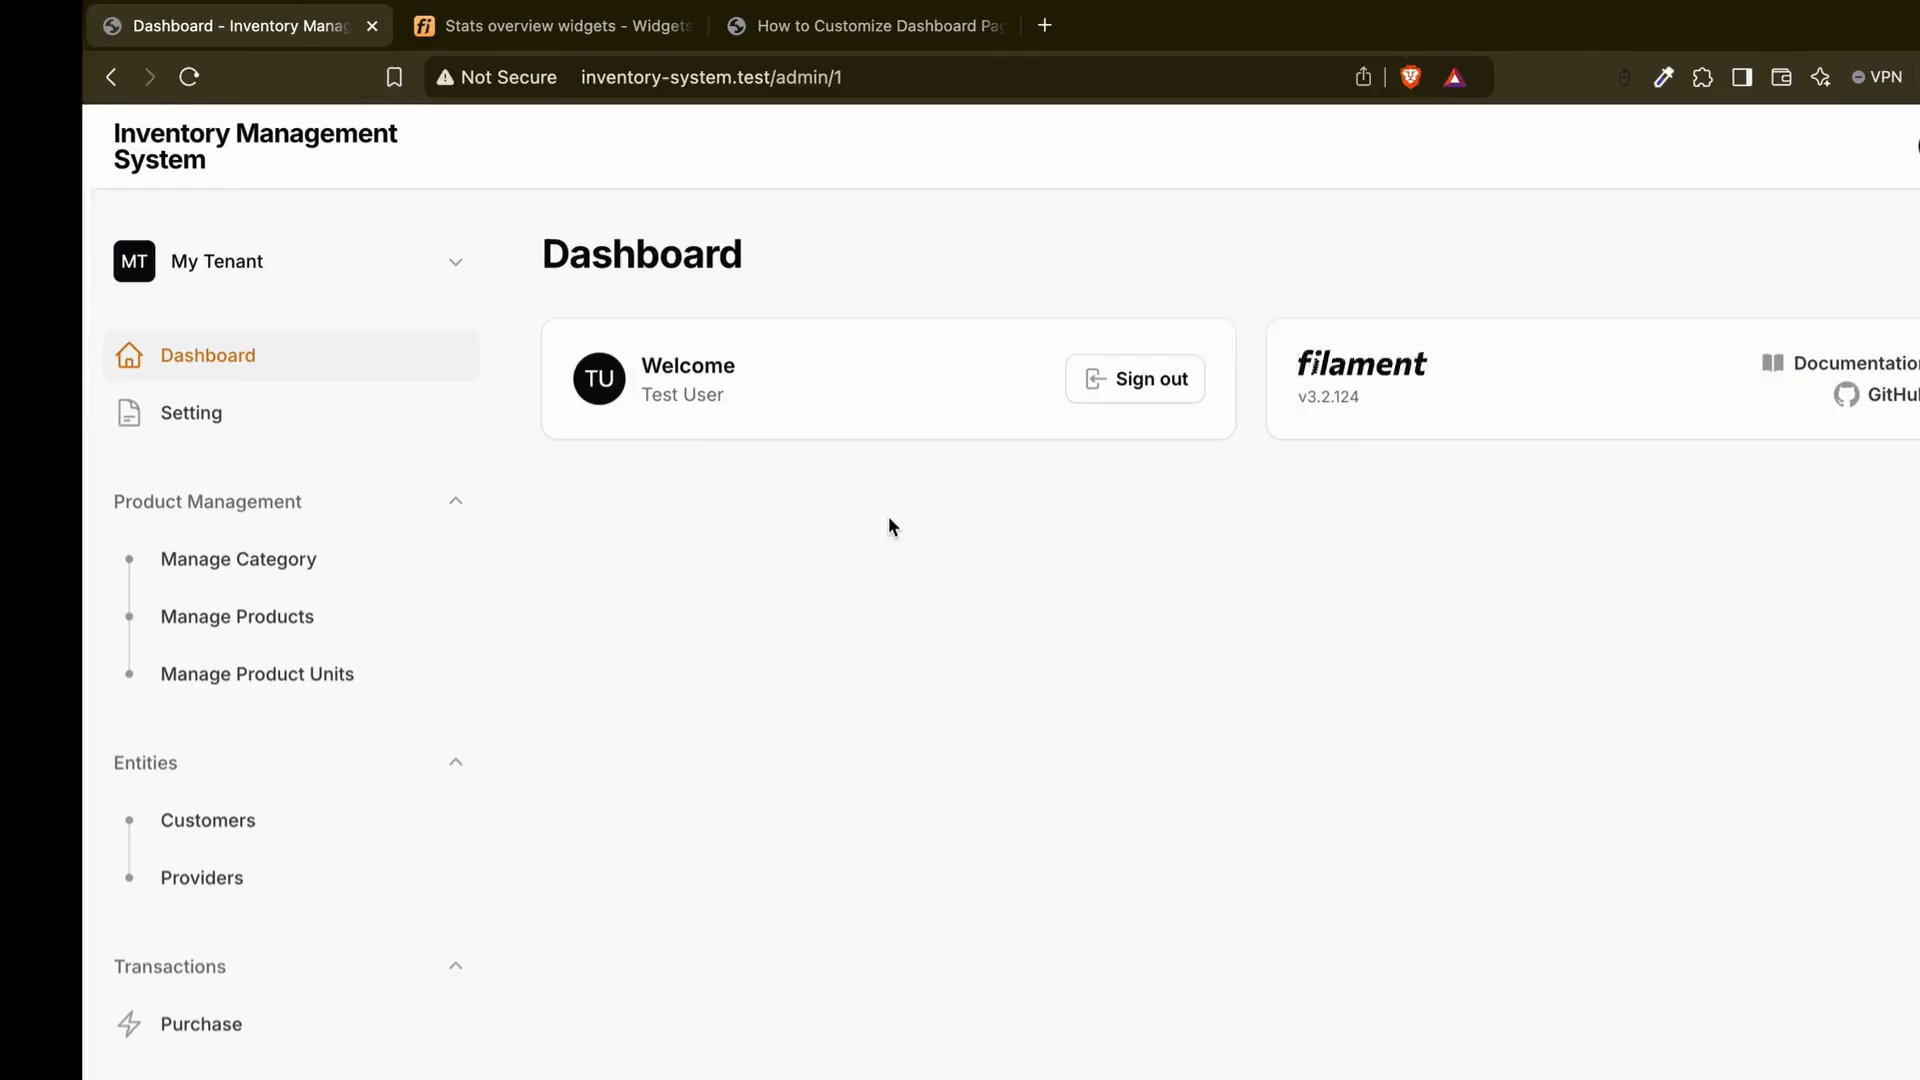 Dashboard - Inventory Manag
Stats overview widgets - Widgets
How to Customize Dashboard Pag
Not Secure
inventory-system.test/admin/1
VPN
Inventory Management
System
MT
My Tenant
Dashboard
Setting
Product Management
Manage Category
Manage Products
Manage Product Units
Entities
Customers
Providers
Transactions
Purchase
Dashboard
TU
Welcome
Test User
Sign out
filament
v3.2.124
Documentation
GitHub